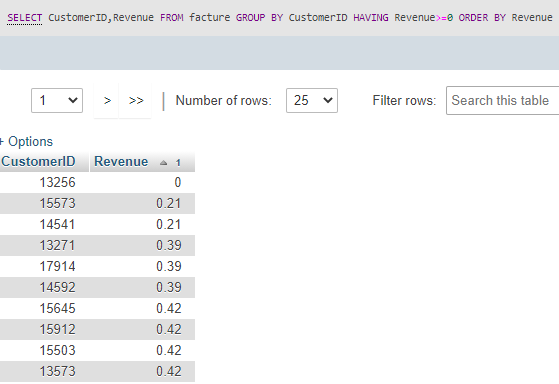 SELECT CustomerID,Revenue FROM facture GROUP BY CustomerID HAVING Revenue>=0 ORDER BY Revenue
1 > >> | Number of rows: 25 Filter rows: Search this table
+ Options
CustomerID Revenue 1
13256 0
15573 0.21
14541 0.21
13271 0.39
17914 0.39
14592 0.39
15645 0.42
15912 0.42
15503 0.42
13573 0.42